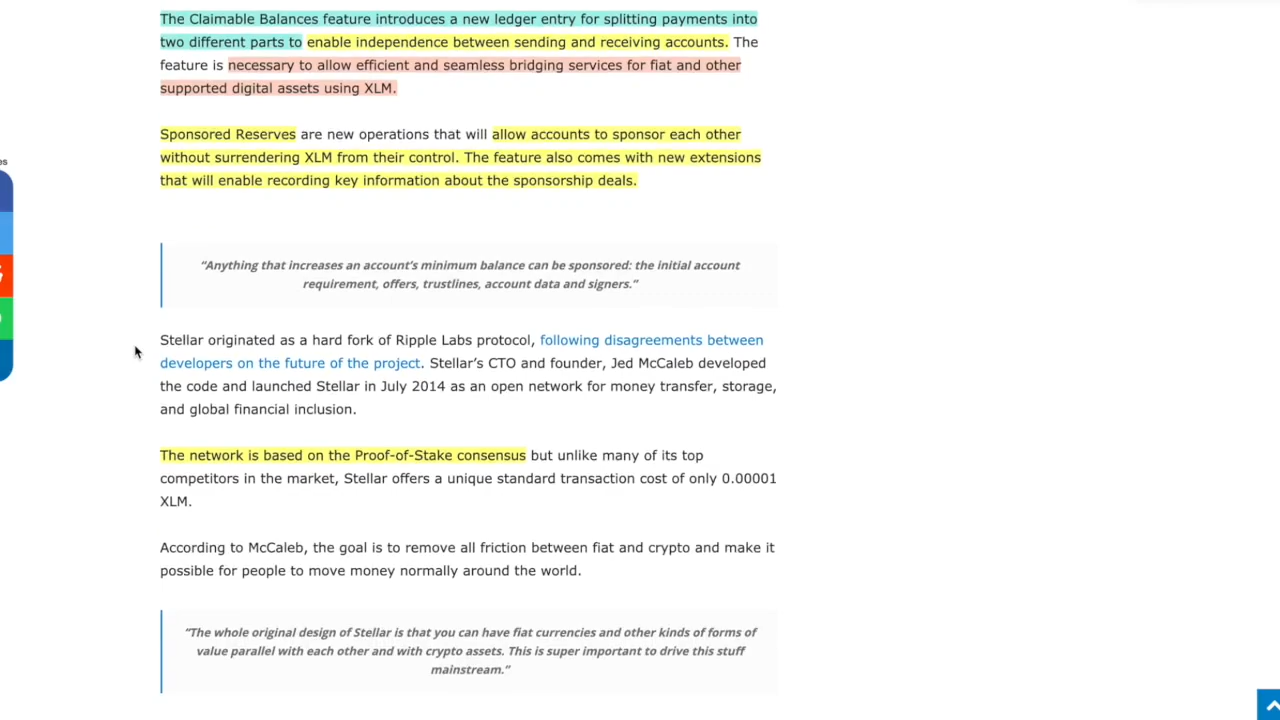 The Claimable Balances feature introduces a new ledger entry for splitting payments into
two different parts to enable independence between sending and receiving accounts. The
feature is necessary to allow efficient and seamless bridging services for fiat and other
supported digital assets using XLM.
Sponsored Reserves are new operations that will allow accounts to sponsor each other
es
without surrendering XLM from their control. The feature also comes with new extensions
that will enable recording key information about the sponsorship deals.
“Anything that increases an account’s minimum balance can be sponsored: the initial account
requirement, offers, trustlines, account data and signers.”
Stellar originated as a hard fork of Ripple Labs protocol, following disagreements between
developers on the future of the project. Stellar’s CTO and founder, Jed McCaleb developed
the code and launched Stellar in July 2014 as an open network for money transfer, storage,
and global financial inclusion.
The network is based on the Proof-of-Stake consensus but unlike many of its top
competitors in the market, Stellar offers a unique standard transaction cost of only 0.00001
XLM.
According to McCaleb, the goal is to remove all friction between fiat and crypto and make it
possible for people to move money normally around the world.
“The whole original design of Stellar is that you can have fiat currencies and other kinds of forms of
value parallel with each other and with crypto assets. This is super important to drive this stuff
mainstream.”